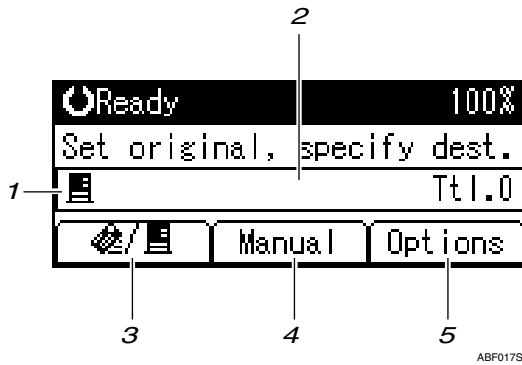 2
Ready 100%
Set original, specify dest.
1 Ttl.0
/ Manual Options
3 4 5
ABF017S